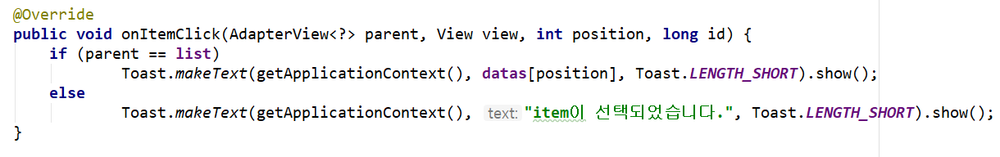 @Override
public void onItemClick(AdapterView<?> parent, View view, int position, long id) {
    if (parent == list)
            Toast.makeText(getApplicationContext(), datas[position], Toast.LENGTH_SHORT).show();
    else
            Toast.makeText(getApplicationContext(), text: "item이 선택되었습니다.", Toast.LENGTH_SHORT).show();
}